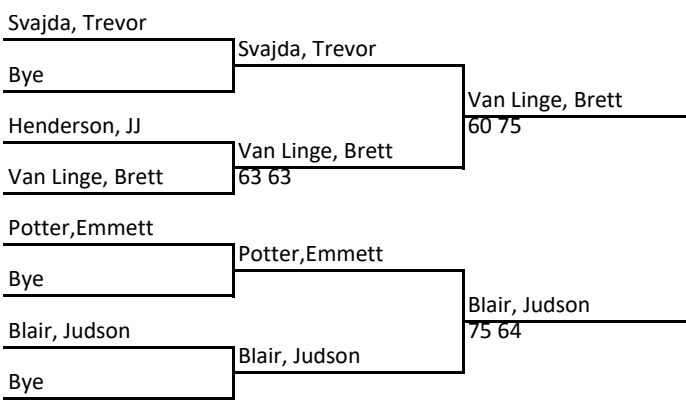 Svajda, Trevor
Svajda, Trevor
Bye
Van Linge, Brett
60 75
Henderson, JJ
Van Linge, Brett
63 63
Van Linge, Brett
Potter,Emmett
Potter,Emmett
Bye
Blair, Judson
75 64
Blair, Judson
Blair, Judson
Bye